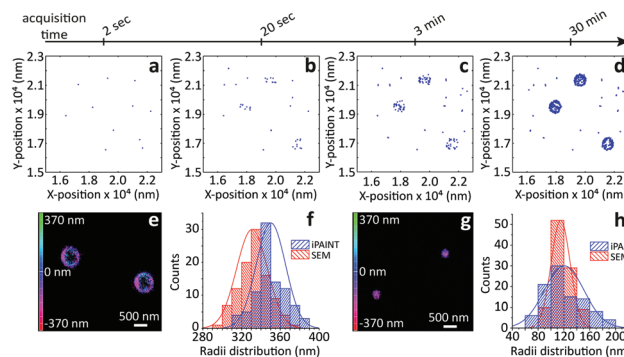 acquisition time 2 sec 20 sec 3 min 30 min
a b c d
Y-position x 10⁴ (nm) 2.3 2.1 1.9 1.7 1.5
1.6 1.8 2.0 2.2
X-position x 10⁴ (nm)
Y-position x 10⁴ (nm) 2.3 2.1 1.9 1.7 1.5
1.6 1.8 2.0 2.2
X-position x 10⁴ (nm)
Y-position x 10⁴ (nm) 2.3 2.1 1.9 1.7 1.5
1.6 1.8 2.0 2.2
X-position x 10⁴ (nm)
Y-position x 10⁴ (nm) 2.3 2.1 1.9 1.7 1.5
1.6 1.8 2.0 2.2
X-position x 10⁴ (nm)
e
370 nm
0 nm
-370 nm
500 nm
f
iPAINT
SEM
Counts
30
20
10
0
280 320 360 400
Radii distribution (nm)
g
370 nm
0 nm
-370 nm
500 nm
h
SEM
Counts
50
40
30
20
10
0
40 80 120 160 200
Radii distribution (nm)